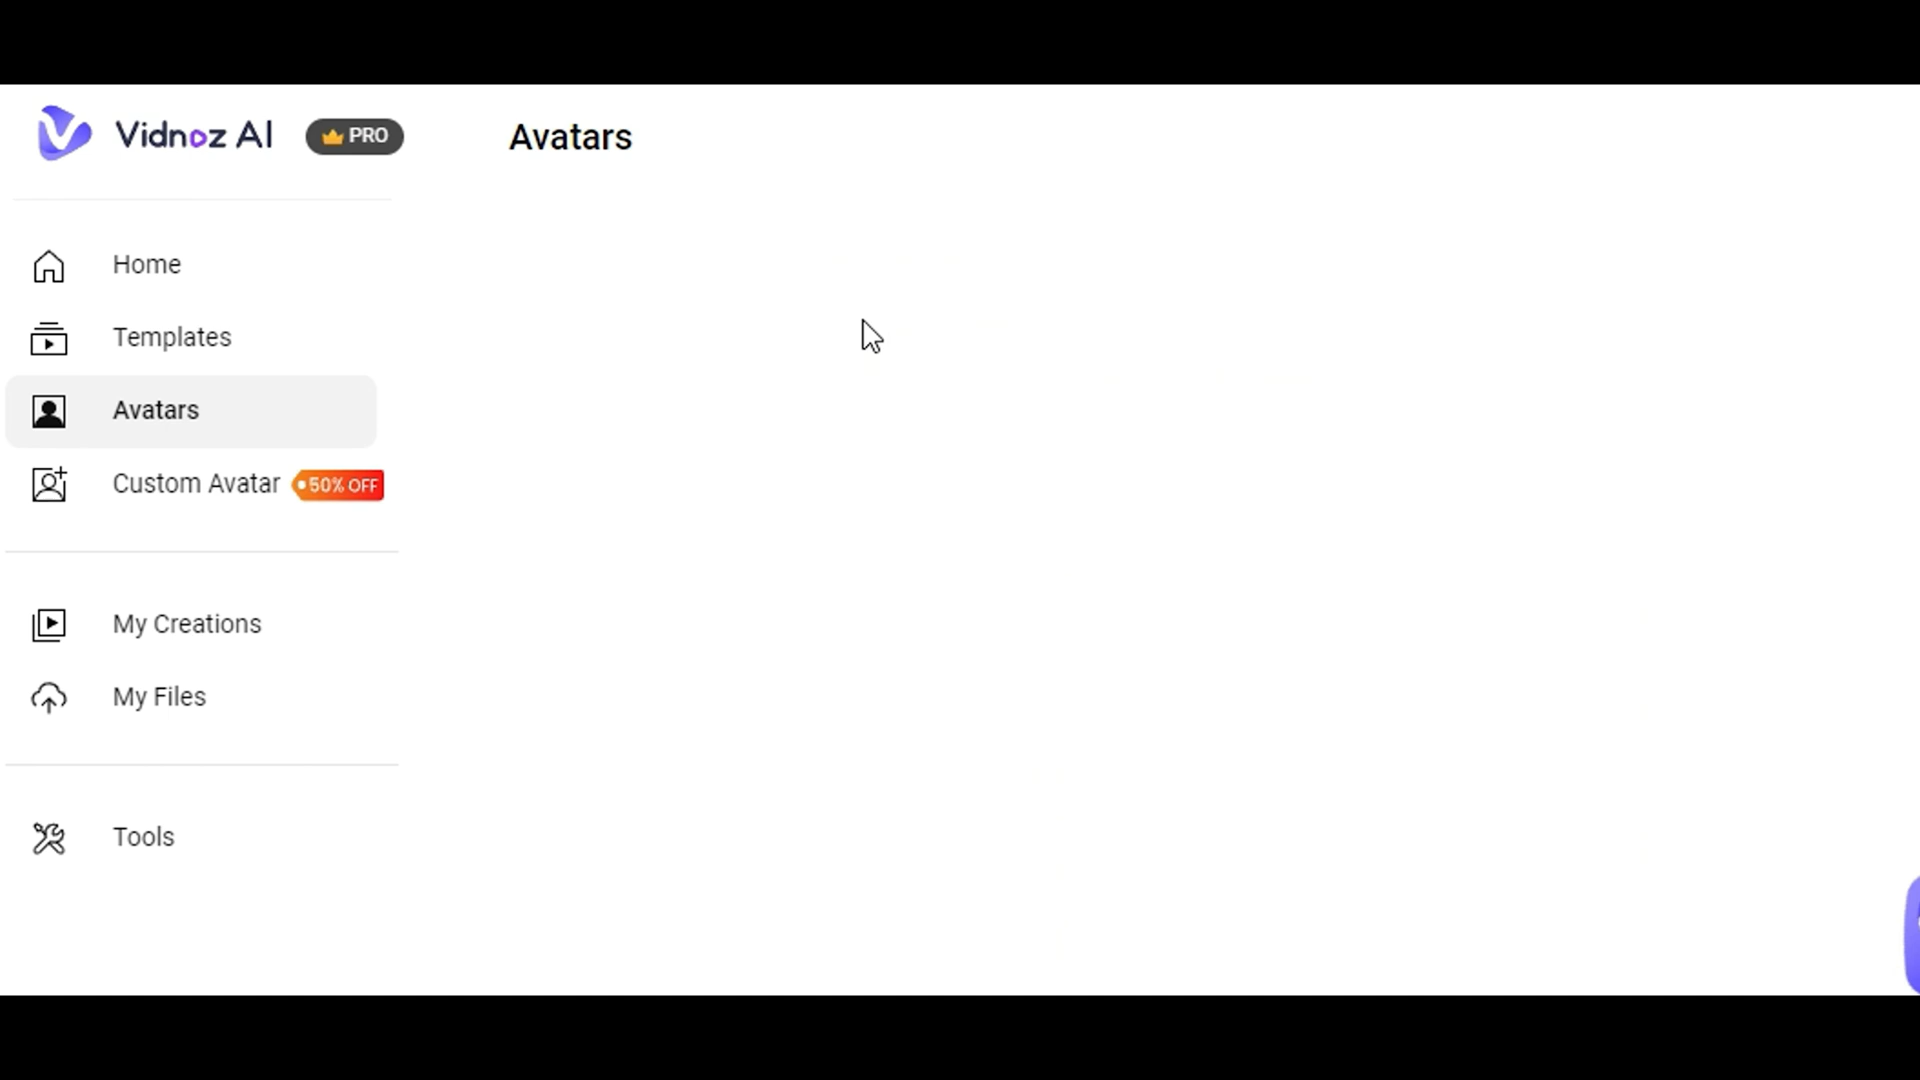 Vidnoz AI
PRO
Avatars
Home
Templates
Avatars
Custom Avatar
50% OFF
My Creations
My Files
Tools